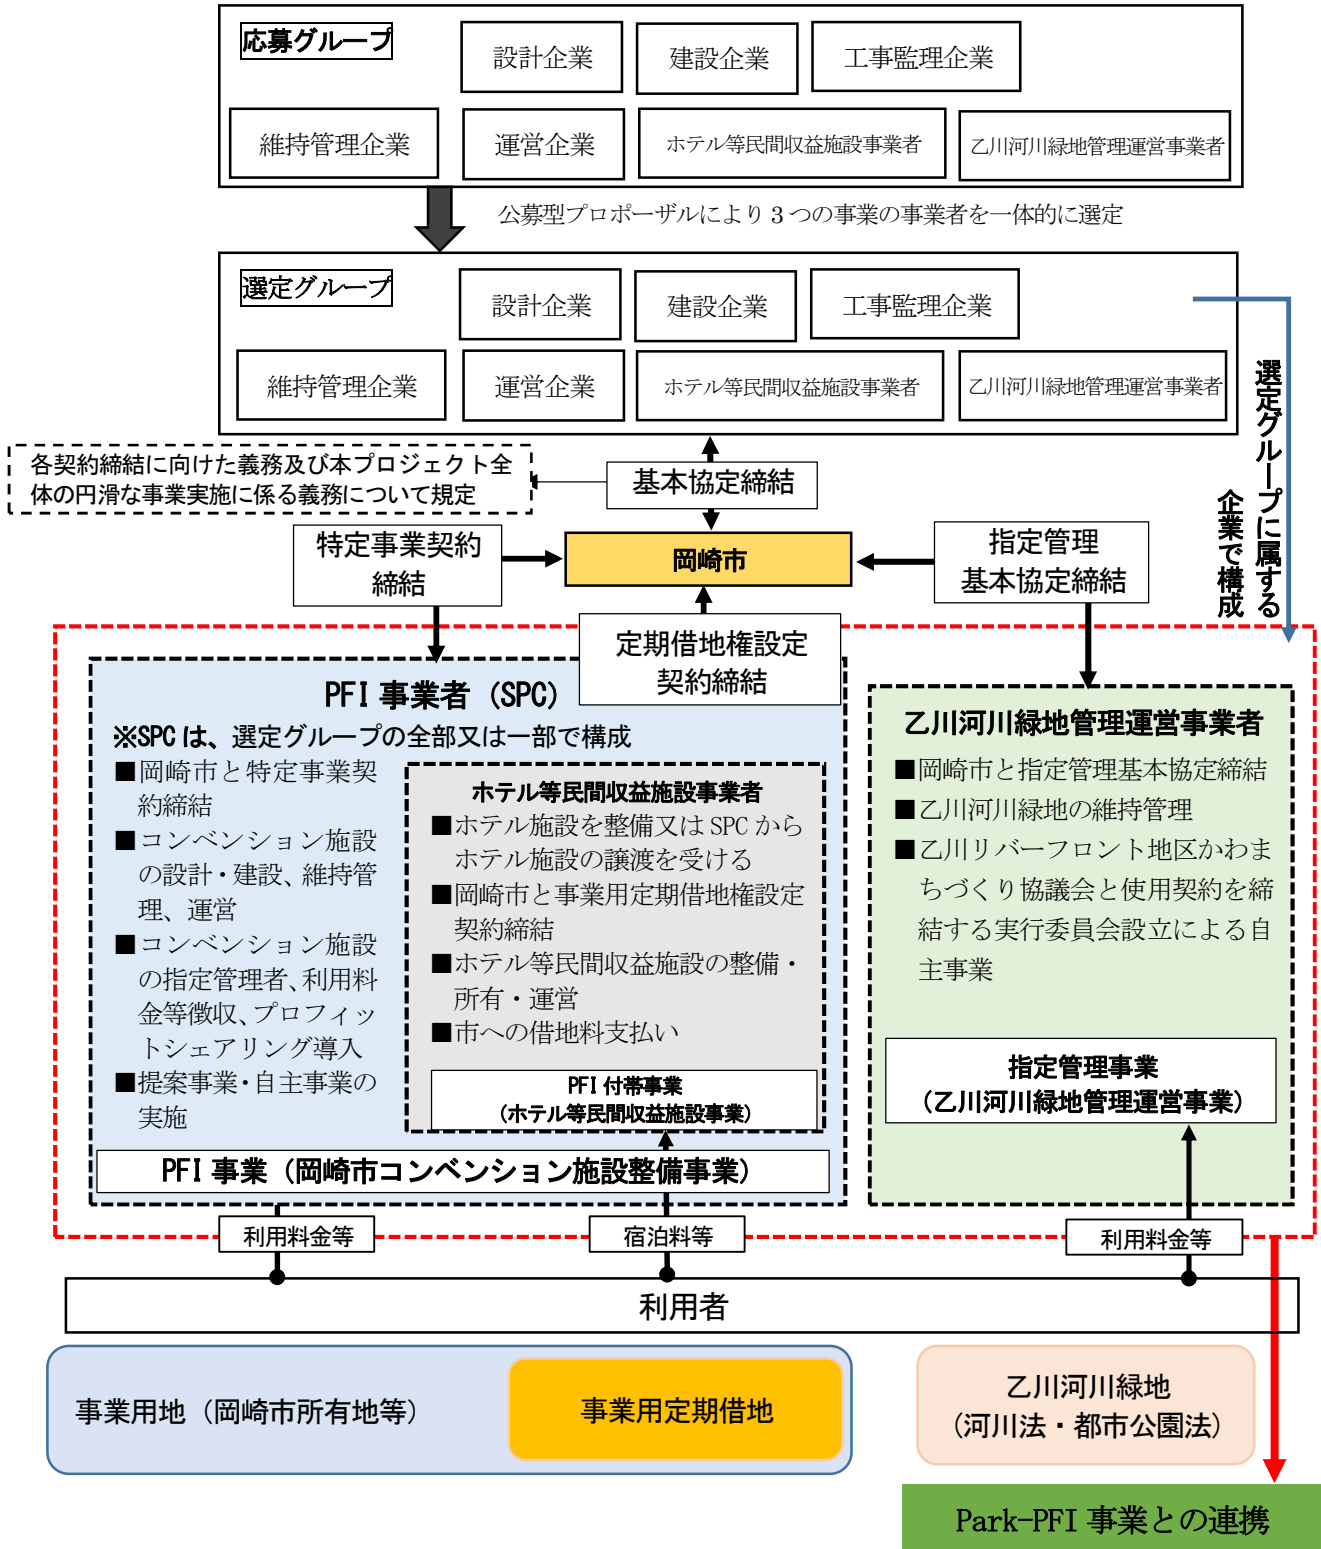 応募グループ
設計企業
建設企業
工事監理企業
維持管理企業
運営企業
ホテル等民間収益施設事業者
乙川河川緑地管理運営事業者
公募型プロポーザルにより3つの事業の事業者を一体的に選定
選定グループ
設計企業
建設企業
工事監理企業
維持管理企業
運営企業
ホテル等民間収益施設事業者
乙川河川緑地管理運営事業者
選定グループに属する
企業で構成
各契約締結に向けた義務及び本プロジェクト全
体の円滑な事業実施に係る義務について規定
基本協定締結
特定事業契約
締結
岡崎市
指定管理
基本協定締結
定期借地権設定
契約締結
PFI 事業者（SPC）
※SPC は、選定グループの全部又は一部で構成
■岡崎市と特定事業契
約締結
■コンベンション施設
の設計・建設、維持管
理、運営
■コンベンション施設
の指定管理者、利用料
金等徴収、プロフィッ
トシェアリング導入
■提案事業・自主事業の
実施
ホテル等民間収益施設事業者
■ホテル施設を整備又は SPC から
ホテル施設の譲渡を受ける
■岡崎市と事業用定期借地権設定
契約締結
■ホテル等民間収益施設の整備・
所有・運営
■市への借地料支払い
PFI 付帯事業
（ホテル等民間収益施設事業）
PFI 事業（岡崎市コンベンション施設整備事業）
乙川河川緑地管理運営事業者
■岡崎市と指定管理基本協定締結
■乙川河川緑地の維持管理
■乙川リバーフロント地区かわま
ちづくり協議会と使用契約を締
結する実行委員会設立による自
主事業
指定管理事業
（乙川河川緑地管理運営事業）
利用料金等
宿泊料等
利用料金等
利用者
事業用地（岡崎市所有地等）
事業用定期借地
乙川河川緑地
（河川法・都市公園法）
Park-PFI 事業との連携